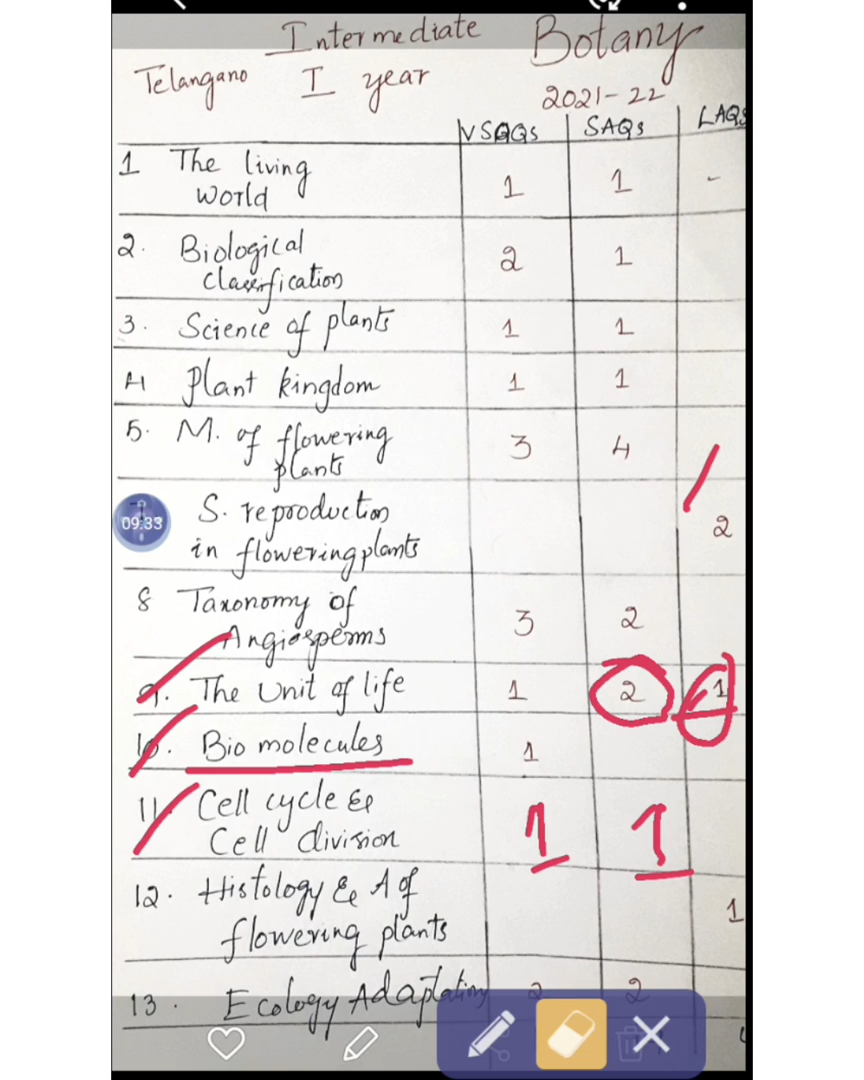 Intermediate Botany
Telangano I year
2021-22
VSAQs SAQs LAQs
1 The living
world 1 1 -
2. Biological
classification 2 1
3. Science of plants 1 1
4 Plant kingdom 1 1
5. M. of flowering
plants 3 4
09:33 S. reproduction
in flowering plants 2
8 Taxonomy of
Angiosperms 3 2
9. The Unit of life 1 2 1
10. Bio molecules 1
11. Cell cycle &
Cell division 1 1
12. Histology & A of
flowering plants 1
13. Ecology Adaptation 2 2